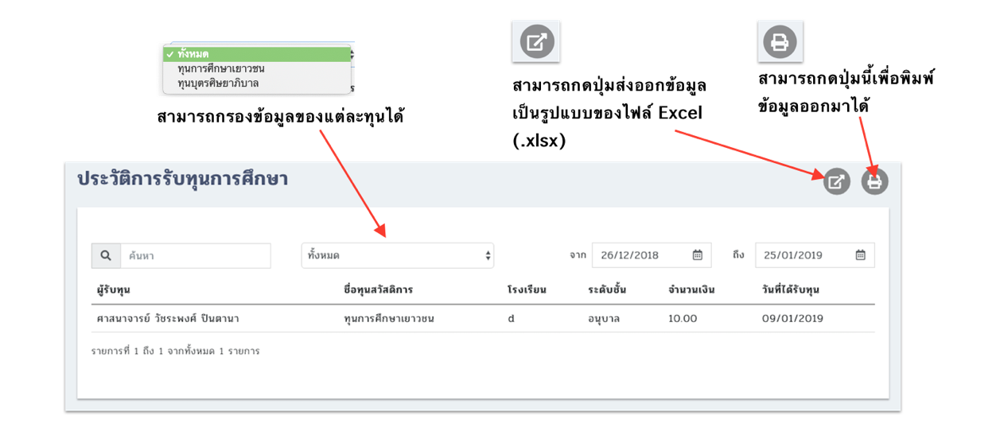 ✓ ทั้งหมด
ทุนการศึกษาเยาวชน
ทุนบุตรศิษยาภิบาล
สามารถกรองข้อมูลของแต่ละทุนได้
สามารถกดปุ่มส่งออกข้อมูล
เป็นรูปแบบของไฟล์ Excel
(.xlsx)
สามารถกดปุ่มนี้เพื่อพิมพ์
ข้อมูลออกมาได้
ประวัติการรับทุนการศึกษา
ค้นหา ทั้งหมด จาก 26/12/2018 ถึง 25/01/2019
ผู้รับทุน ชื่อทุนสวัสดิการ โรงเรียน ระดับชั้น จำนวนเงิน วันที่ได้รับทุน
ศาสนาจารย์ วัชระพงศ์ ปินตานา ทุนการศึกษาเยาวชน d อนุบาล 10.00 09/01/2019
รายการที่ 1 ถึง 1 จากทั้งหมด 1 รายการ